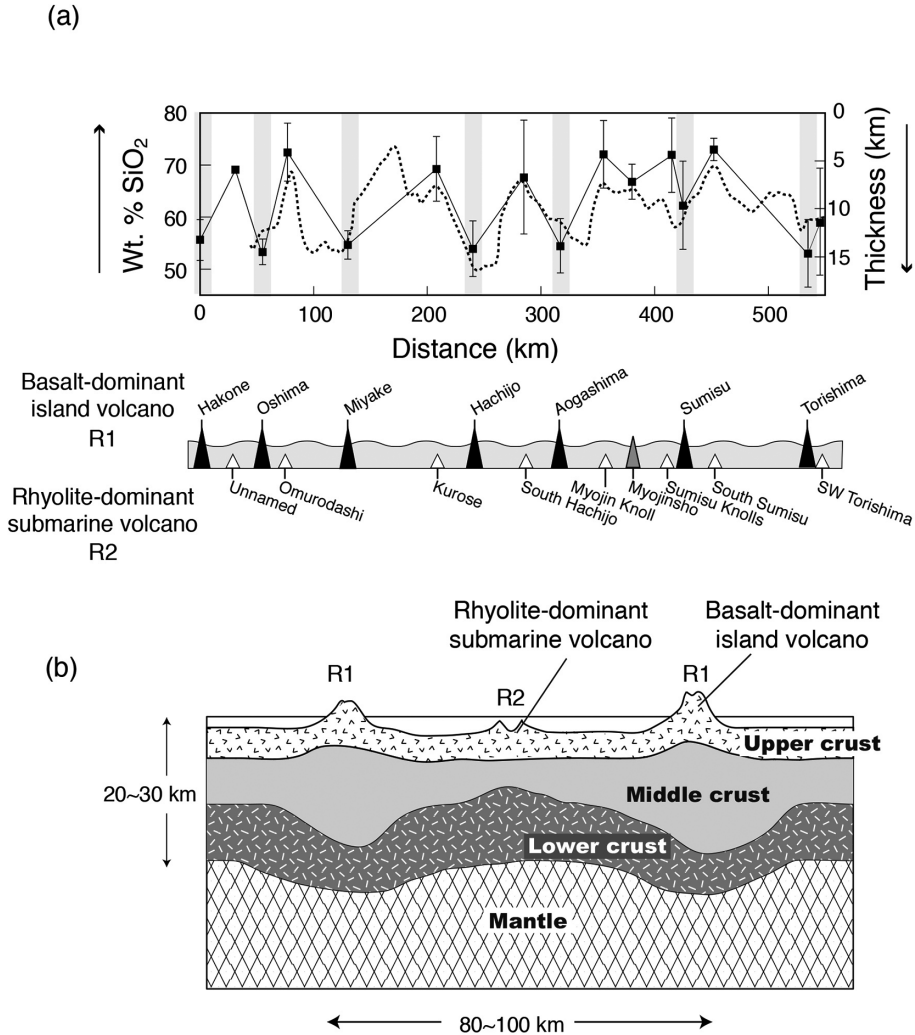 (a)
80
70
60
50
Wt. % SiO2
0
5
10
15
Thickness (km)
0
100
200
300
400
500
Distance (km)
Basalt-dominant
island volcano
R1
Hakone
Oshima
Miyake
Hachijo
Aogashima
Sumisu
Torishima
Rhyolite-dominant
submarine volcano
R2
Unnamed
Omurodashi
Kurose
South Hachijo
Myojin Knoll
Myojinsho
Sumisu Knolls
South Sumisu
SW Torishima
(b)
Rhyolite-dominant
submarine volcano
Basalt-dominant
island volcano
R1
R2
R1
Upper crust
20~30 km
Middle crust
Lower crust
Mantle
80~100 km